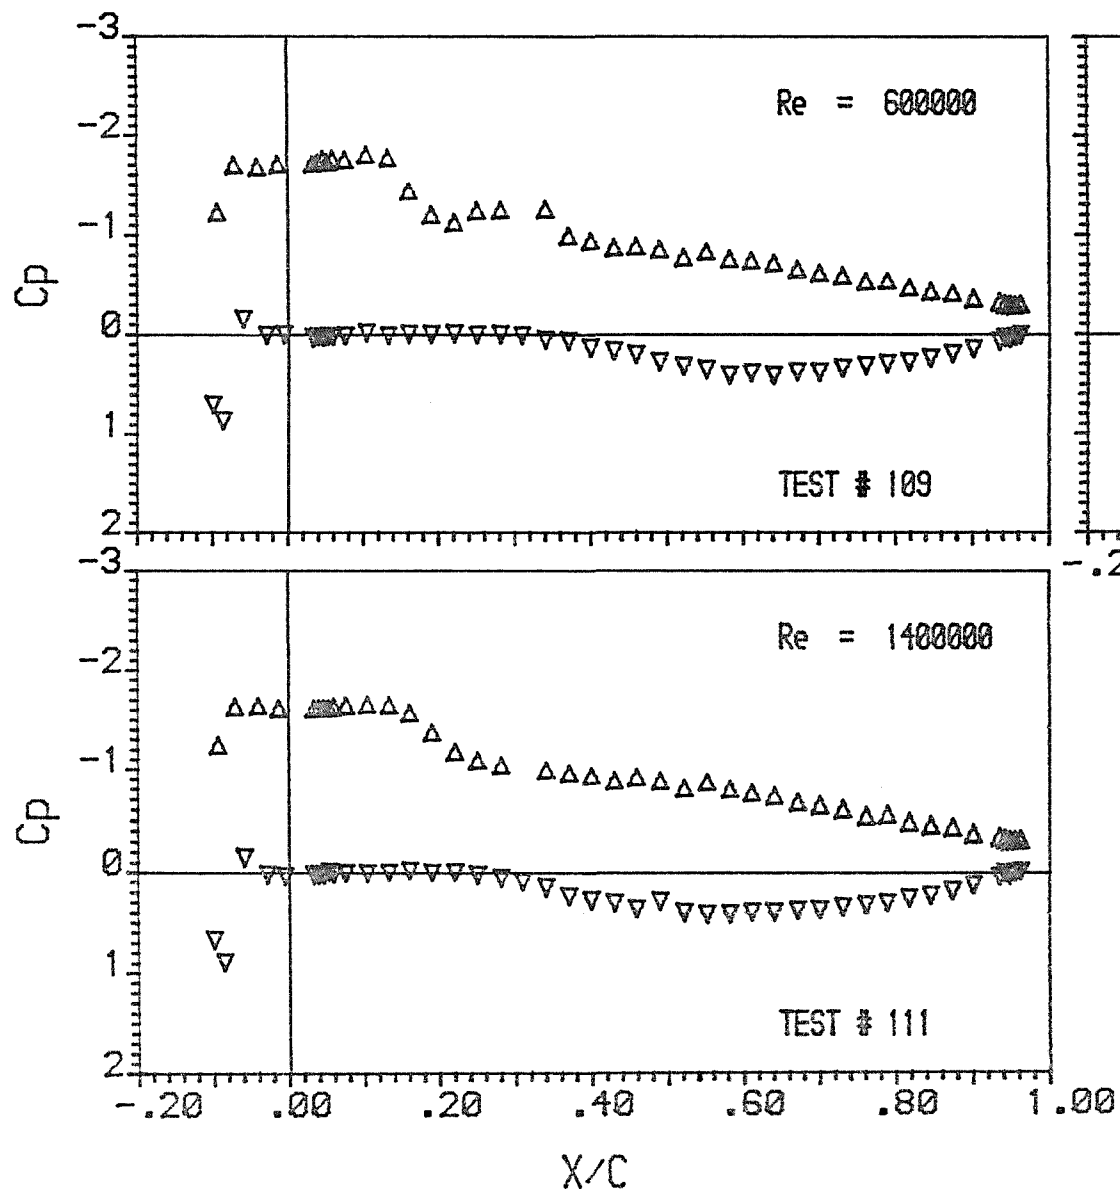 -3
Re = 600000
-2
-1
Cp
0
1
TEST # 109
2
-3
-.2
Re = 1400000
-2
-1
Cp
0
1
TEST # 111
2
-.20 .00 .20 .40 .60 .80 1.00
X/C